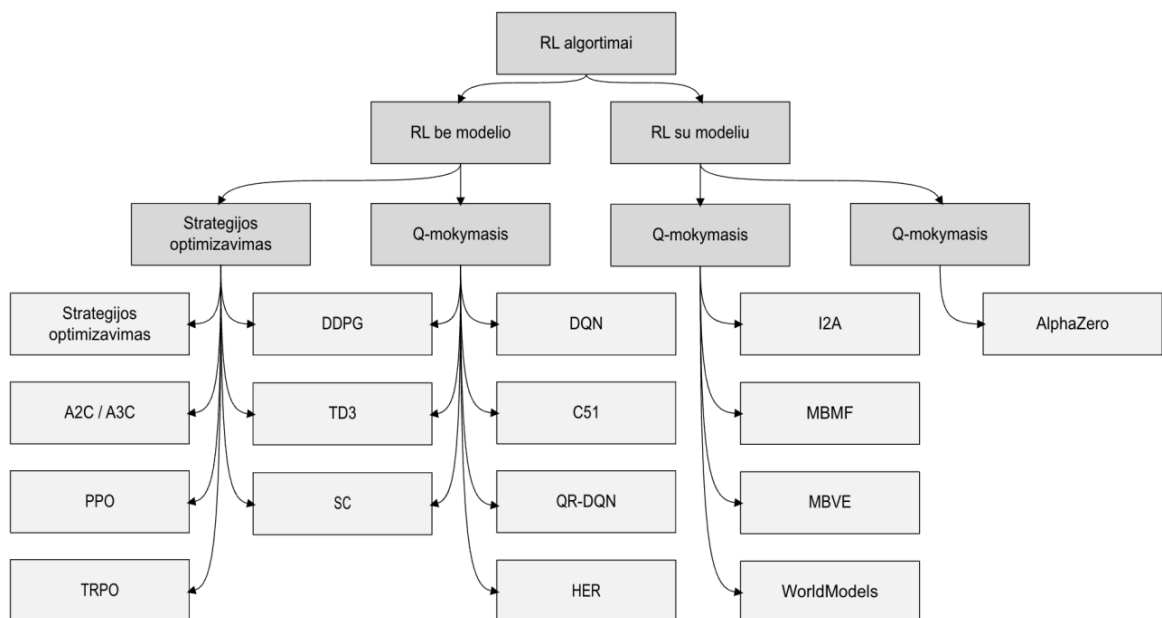 RL algortimai
RL be modelio
RL su modeliu
Strategijos
optimizavimas
Q-mokymasis
Q-mokymasis
Q-mokymasis
Strategijos
optimizavimas
DDPG
DQN
I2A
AlphaZero
A2C / A3C
TD3
C51
MBMF
PPO
SC
QR-DQN
MBVE
TRPO
HER
WorldModels